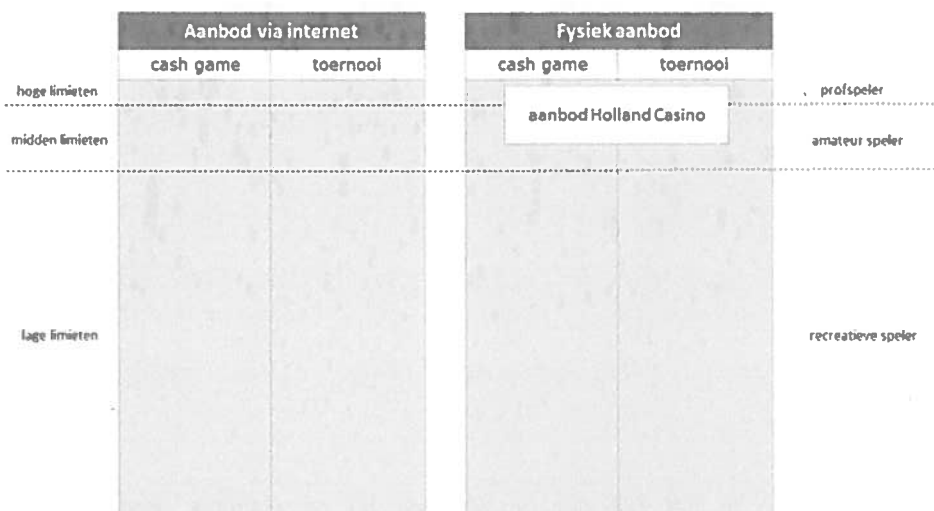 Aanbod via internet Fysiek aanbod
cash game toernooi cash game toernooi
hoge limieten profspeler
aanbod Holland Casino
midden limieten amateur speler
lage limieten recreatieve speler